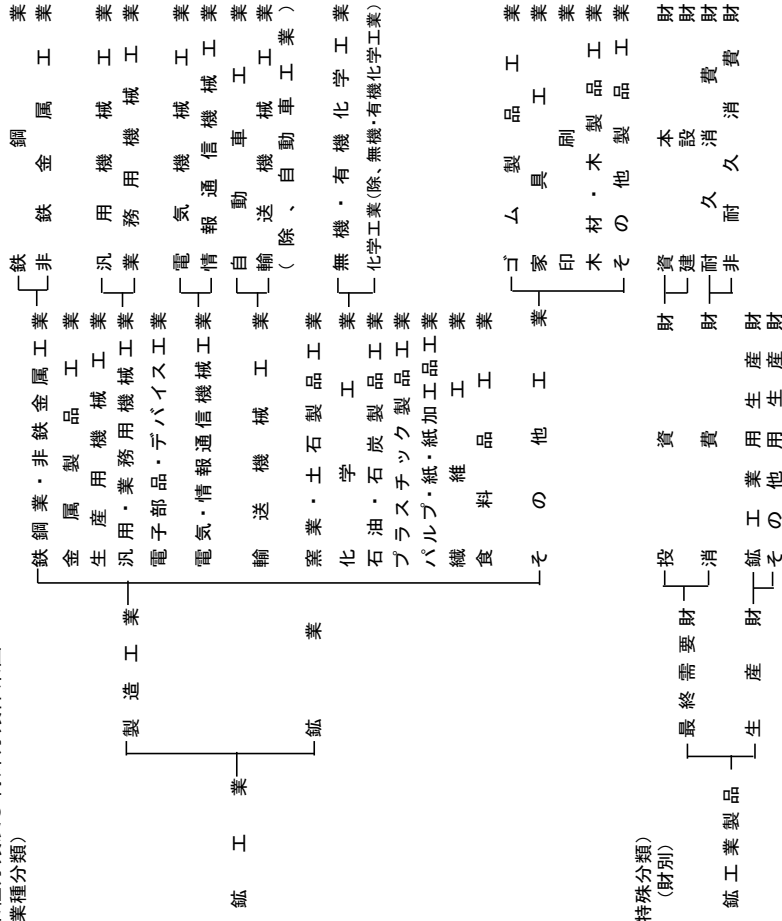 業種分類)
鉱工業
製造工業
鉱業
鉄鋼業・非鉄金属工業
金属製品工業
生産用機械工業
汎用・業務用機械工業
電子部品・デバイス工業
電気・情報通信機械工業
輸送機械工業
窯業・土石製品工業
化学工業
石油・石炭製品工業
プラスチック製品工業
パルプ・紙・紙加工品工業
繊維工業
食料品工業
その他工業
鉄鋼業
非鉄金属工業
汎用機械工業
業務用機械工業
電気機械工業
情報通信機械工業
自動車工業
輸送機械工業
(除、自動車工業)
無機・有機化学工業
化学工業(除、無機・有機化学工業)
ゴム製品工業
家具工業
印刷業
木材・木製品工業
その他製品工業
特殊分類)
(財別)
鉱工業製品
最終需要財
生産財
投資財
消費財
鉱工業用生産財
その他用生産財
資本財
建設財
耐久消費財
非耐久消費財